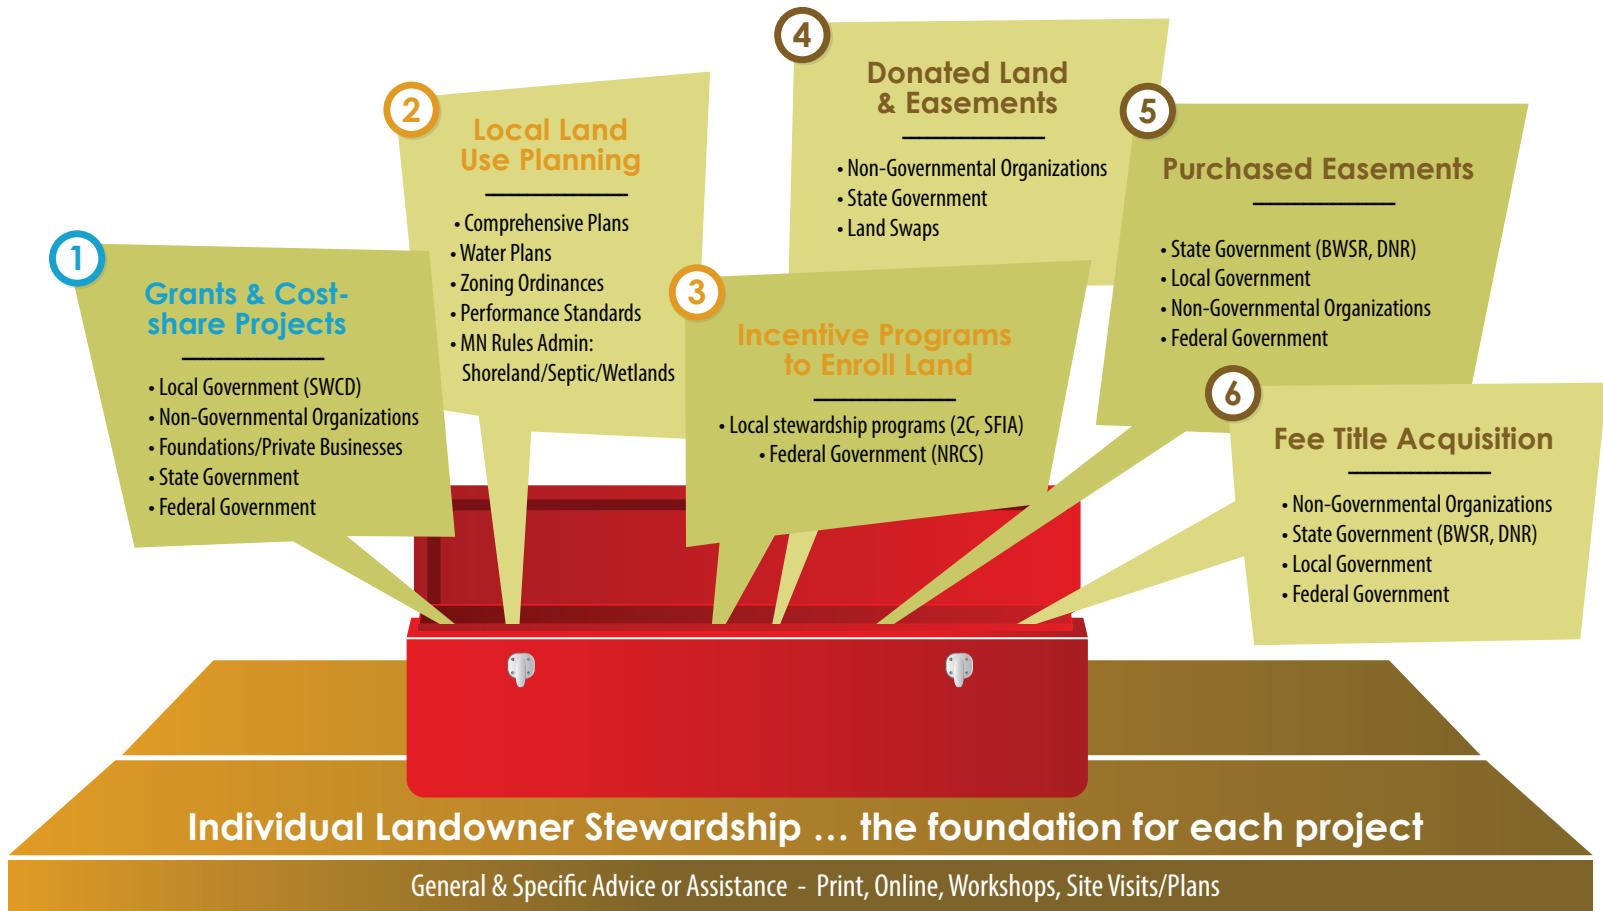 1
Grants & Cost-
share Projects
• Local Government (SWCD)
• Non-Governmental Organizations
• Foundations/Private Businesses
• State Government
• Federal Government
2
Local Land
Use Planning
• Comprehensive Plans
• Water Plans
• Zoning Ordinances
• Performance Standards
• MN Rules Admin:
Shoreland/Septic/Wetlands
3
Incentive Programs
to Enroll Land
• Local stewardship programs (2C, SFIA)
• Federal Government (NRCS)
4
Donated Land
& Easements
• Non-Governmental Organizations
• State Government
• Land Swaps
5
Purchased Easements
• State Government (BWSR, DNR)
• Local Government
• Non-Governmental Organizations
• Federal Government
6
Fee Title Acquisition
• Non-Governmental Organizations
• State Government (BWSR, DNR)
• Local Government
• Federal Government
Individual Landowner Stewardship ... the foundation for each project
General & Specific Advice or Assistance - Print, Online, Workshops, Site Visits/Plans